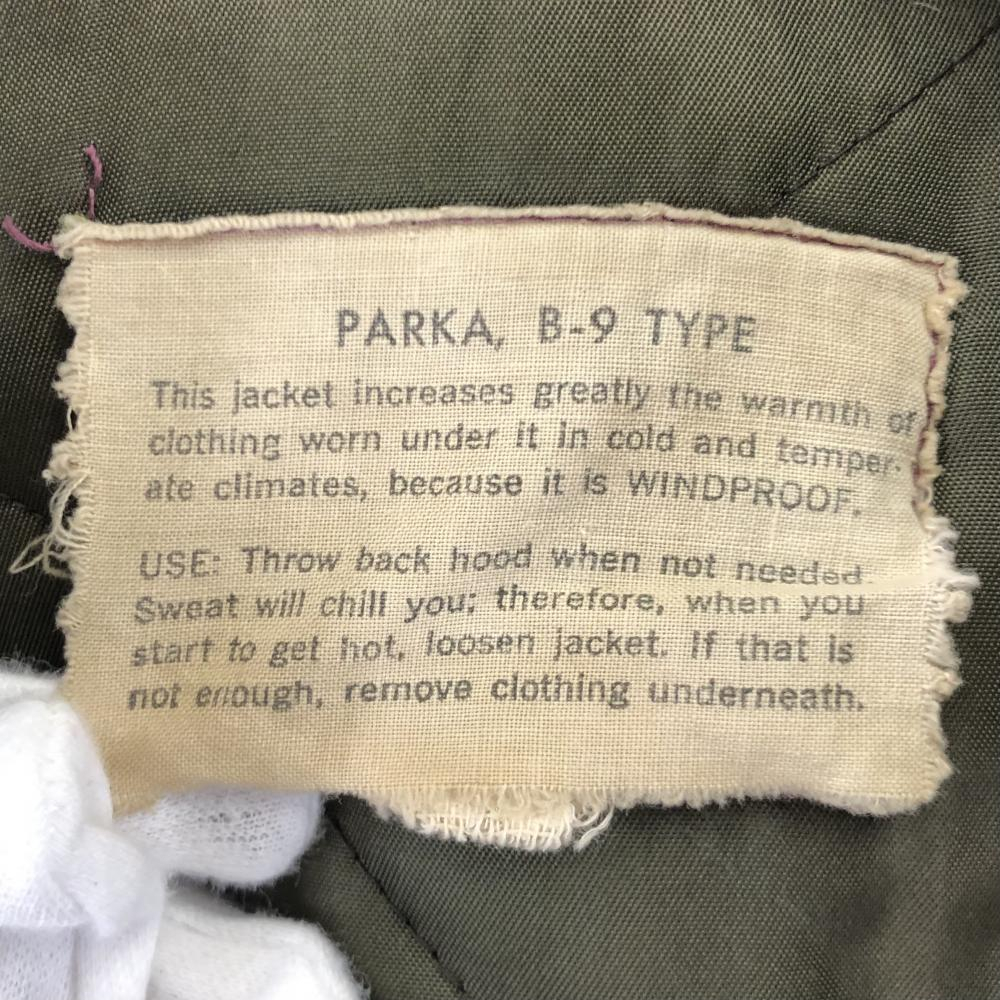 PARKA, B-9 TYPE
This jacket increases greatly the warmth of
clothing worn under it in cold and temper-
ate climates, because it is WINDPROOF.
USE: Throw back hood when not needed.
Sweat will chill you; therefore, when you
start to get hot, loosen jacket. If that is
not enough, remove clothing underneath.